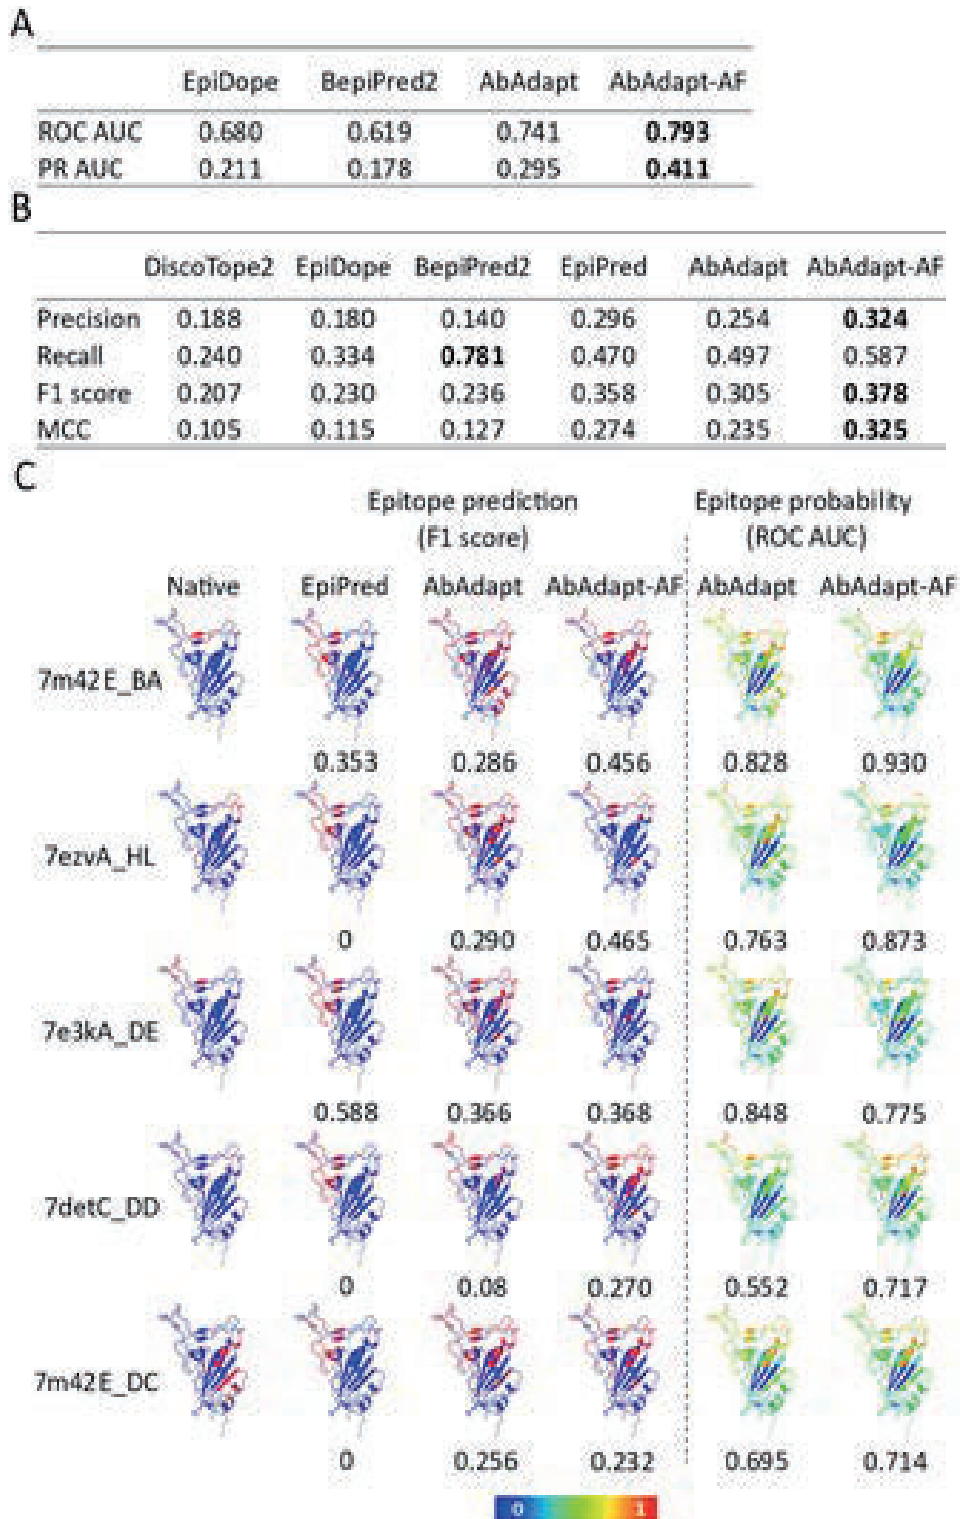 A
EpiDope BepiPred2 AbAdapt AbAdapt-AF
ROC AUC 0.680 0.619 0.741 0.793
PR AUC 0.211 0.178 0.295 0.411
B
DiscoTope2 EpiDope BepiPred2 EpiPred AbAdapt AbAdapt-AF
Precision 0.188 0.180 0.140 0.296 0.254 0.324
Recall 0.240 0.334 0.781 0.470 0.497 0.587
F1 score 0.207 0.230 0.236 0.358 0.305 0.378
MCC 0.105 0.115 0.127 0.274 0.235 0.325
C
Epitope prediction Epitope probability
(F1 score) (ROC AUC)
Native EpiPred AbAdapt AbAdapt-AF AbAdapt AbAdapt-AF
7m42E_BA
0.353 0.286 0.456 0.828 0.930
7ezvA_HL
0 0.290 0.465 0.763 0.873
7e3kA_DE
0.588 0.366 0.368 0.848 0.775
7detC_DD
0 0.08 0.270 0.552 0.717
7m42E_DC
0 0.256 0.232 0.695 0.714
0 1